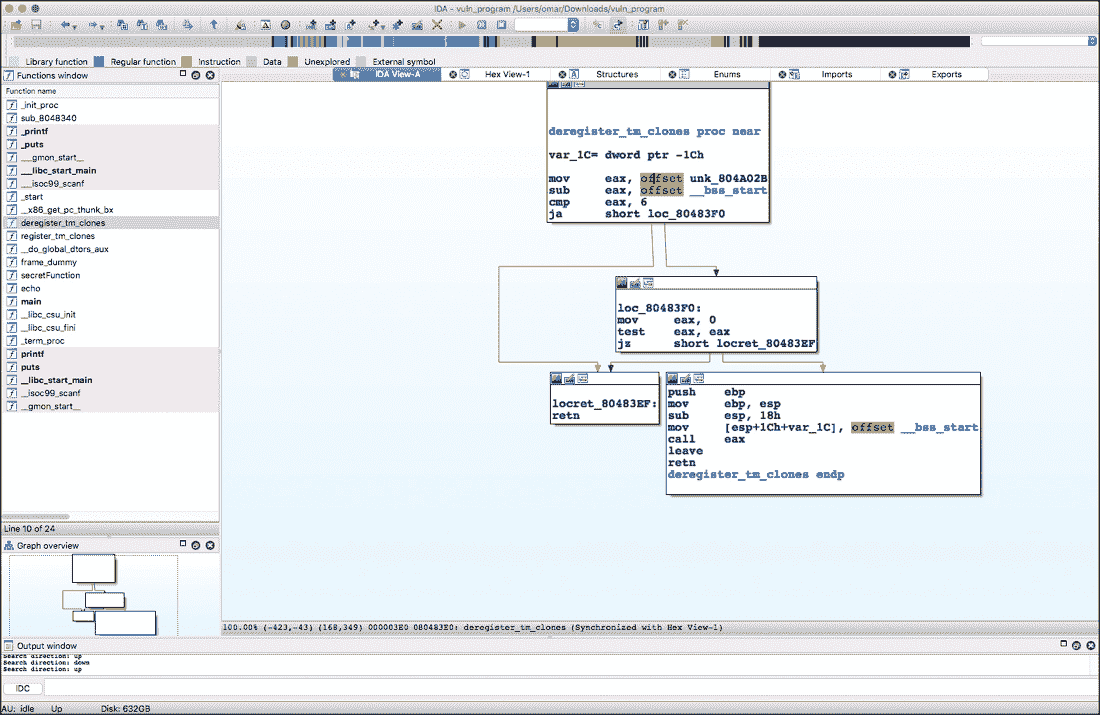 IDA - vuln_program /Users/omar/Downloads/vuln_program
Library function Regular function Instruction Data Unexplored External symbol
Functions window
IDA View-A
Hex View-1
Structures
Enums
Imports
Exports
Function name
_init_proc
sub_8048340
_printf
_puts
__gmon_start__
__libc_start_main
__isoc99_scanf
_start
__x86_get_pc_thunk_bx
deregister_tm_clones
register_tm_clones
__do_global_dtors_aux
frame_dummy
secretFunction
echo
main
__libc_csu_init
__libc_csu_fini
_term_proc
printf
puts
__libc_start_main
__isoc99_scanf
__gmon_start__
Line 10 of 24
Graph overview
deregister_tm_clones proc near
var_1C= dword ptr -1Ch
mov eax, offset unk_804A02B
sub eax, offset __bss_start
cmp eax, 6
ja short loc_80483F0
loc_80483F0:
mov eax, 0
test eax, eax
jz short locret_80483EF
locret_80483EF:
retn
push ebp
mov ebp, esp
sub esp, 18h
mov [esp+1Ch+var_1C], offset __bss_start
call eax
leave
retn
deregister_tm_clones endp
100.00% (-423,-43) (168,349) 000003E0 080483E0: deregister_tm_clones (Synchronized with Hex View-1)
Output window
Search direction: up
Search direction: down
Search direction: up
IDC
AU: idle Up Disk: 632GB